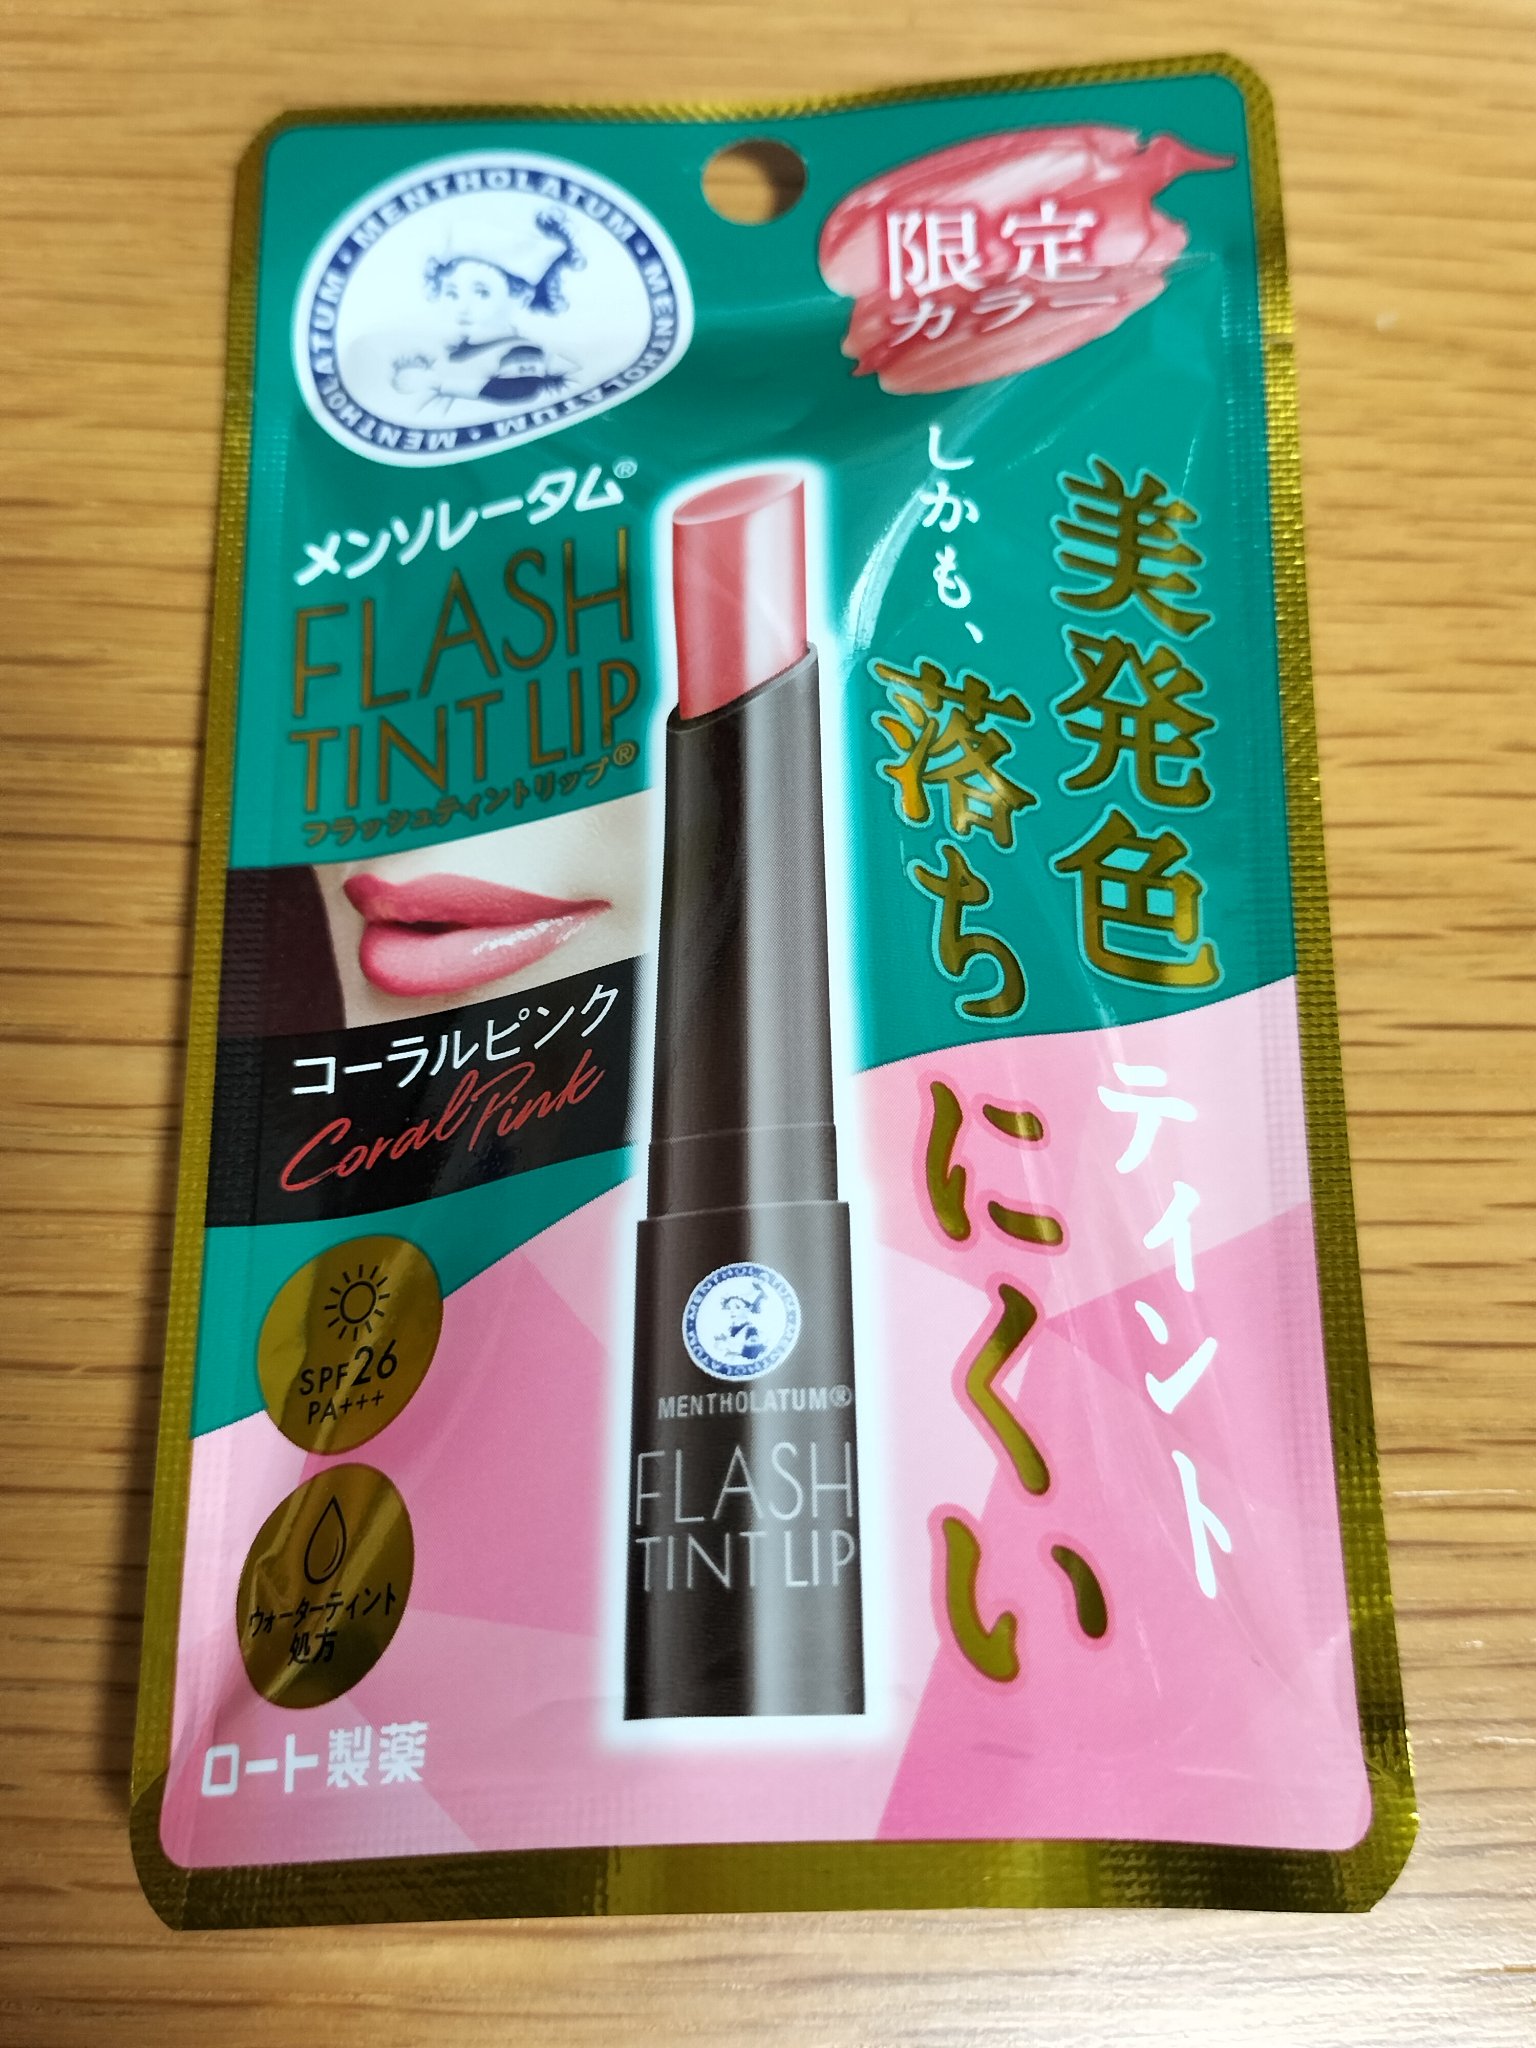 MENTHOLATUM・MENTHOLATUM・MENTHOLATUM・MENTHOLATUM・
限定
カラー
メンソレータム®
FLASH
TINT LIP
フラッシュティントリップ®
美発色
ティント
しかも、落ちにくい
コーラルピンク
Coral Pink
SPF26
PA+++
ウォーターティント
処方
ロート製薬
MENTHOLATUM®
FLASH
TINT LIP